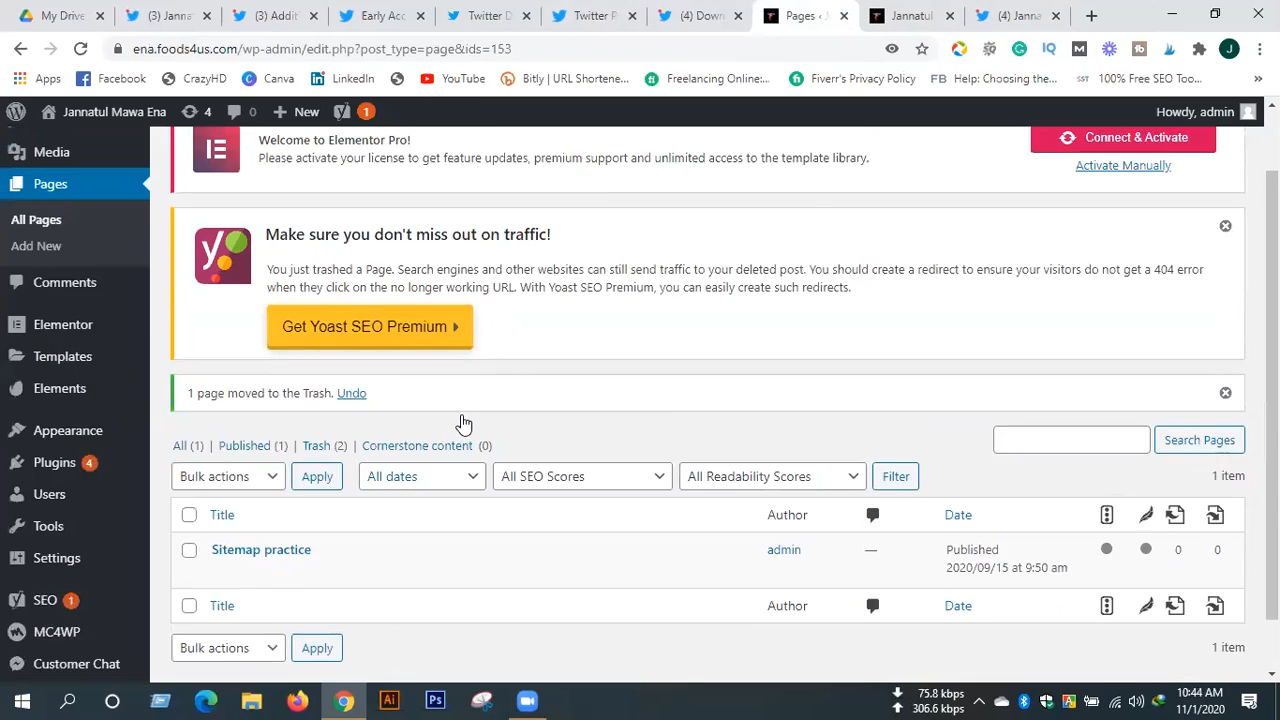 My Drive
(3) Jannat
(3) Addit
Early Acc
Twitter
Twitter P
(4) Down
Pages ‹ J
Jannatul
(4) Janna
ena.foods4us.com/wp-admin/edit.php?post_type=page&ids=153
Apps
Facebook
CrazyHD
Canva
LinkedIn
YouTube
Bitly | URL Shortene...
Freelancing Online:...
Fiverr's Privacy Policy
FB Help: Choosing the...
100% Free SEO Too...
Jannatul Mawa Ena
4
0
New
1
Howdy, admin
Media
Pages
All Pages
Add New
Comments
Elementor
Templates
Elements
Appearance
Plugins 4
Users
Tools
Settings
SEO 1
MC4WP
Customer Chat
Welcome to Elementor Pro!
Please activate your license to get feature updates, premium support and unlimited access to the template library.
Connect & Activate
Activate Manually
Make sure you don't miss out on traffic!
You just trashed a Page. Search engines and other websites can still send traffic to your deleted post. You should create a redirect to ensure your visitors do not get a 404 error
when they click on the no longer working URL. With Yoast SEO Premium, you can easily create such redirects.
Get Yoast SEO Premium
1 page moved to the Trash. Undo
All (1) | Published (1) | Trash (2) | Cornerstone content (0)
Search Pages
Bulk actions
Apply
All dates
All SEO Scores
All Readability Scores
Filter
1 item
Title
Author
Date
Sitemap practice
admin
—
Published
2020/09/15 at 9:50 am
0
0
Title
Author
Date
Bulk actions
Apply
1 item
75.8 kbps
306.6 kbps
10:44 AM
11/1/2020